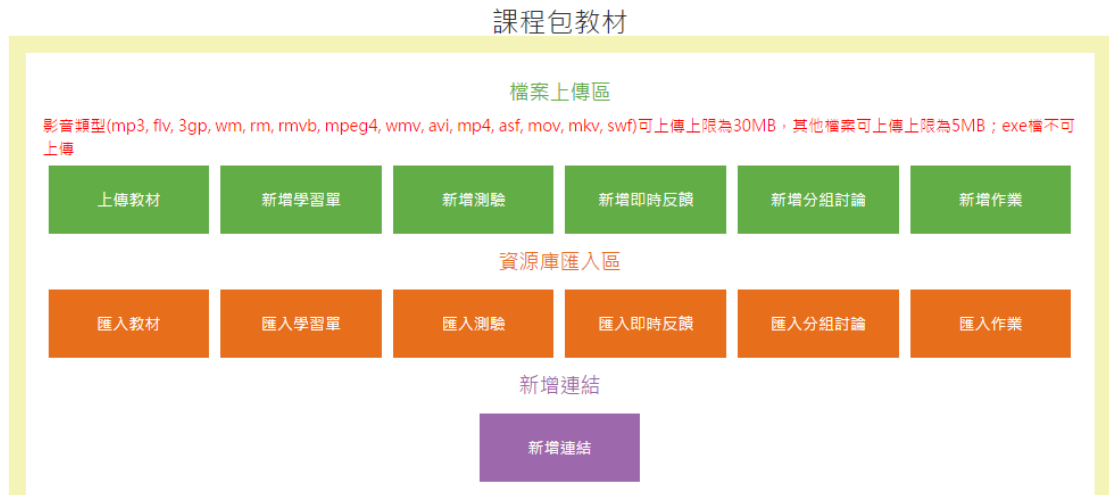 課程包教材
檔案上傳區
影音類型(mp3, flv, 3gp, wm, rm, rmvb, mpeg4, wmv, avi, mp4, asf, mov, mkv, swf)可上傳上限為30MB，其他檔案可上傳上限為5MB；exe檔不可
上傳
上傳教材 新增學習單 新增測驗 新增即時反饋 新增分組討論 新增作業
資源庫匯入區
匯入教材 匯入學習單 匯入測驗 匯入即時反饋 匯入分組討論 匯入作業
新增連結
新增連結